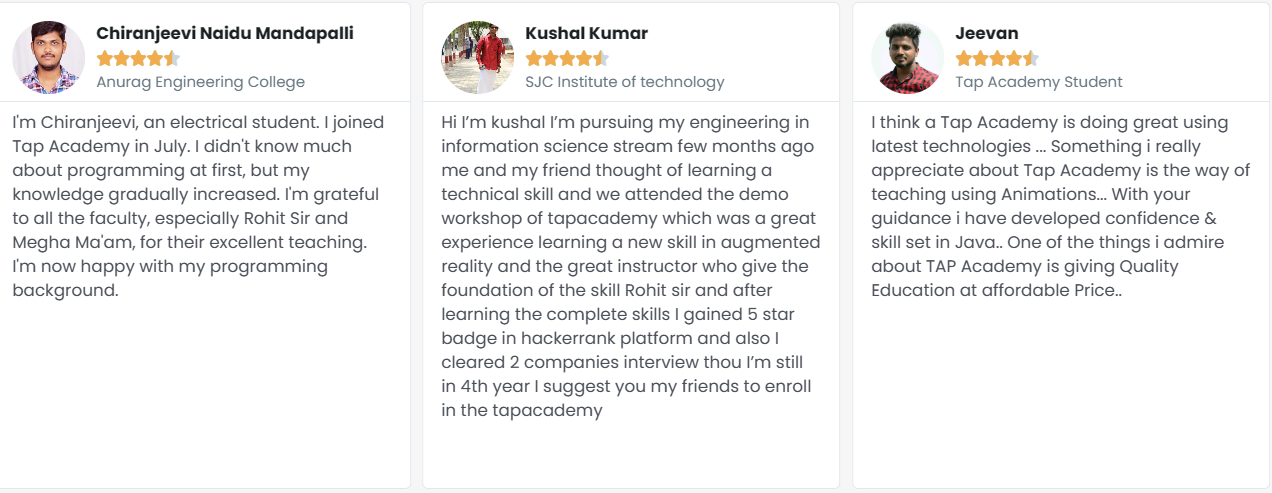 Chiranjeevi Naidu Mandapalli
Anurag Engineering College
I'm Chiranjeevi, an electrical student. I joined
Tap Academy in July. I didn't know much
about programming at first, but my
knowledge gradually increased. I'm grateful
to all the faculty, especially Rohit Sir and
Megha Ma'am, for their excellent teaching.
I'm now happy with my programming
background.
Kushal Kumar
SJC Institute of technology
Hi I’m kushal I’m pursuing my engineering in
information science stream few months ago
me and my friend thought of learning a
technical skill and we attended the demo
workshop of tapacademy which was a great
experience learning a new skill in augmented
reality and the great instructor who give the
foundation of the skill Rohit sir and after
learning the complete skills I gained 5 star
badge in hackerrank platform and also I
cleared 2 companies interview thou I’m still
in 4th year I suggest you my friends to enroll
in the tapacademy
Jeevan
Tap Academy Student
I think a Tap Academy is doing great using
latest technologies ... Something i really
appreciate about Tap Academy is the way of
teaching using Animations... With your
guidance i have developed confidence &
skill set in Java.. One of the things i admire
about TAP Academy is giving Quality
Education at affordable Price..